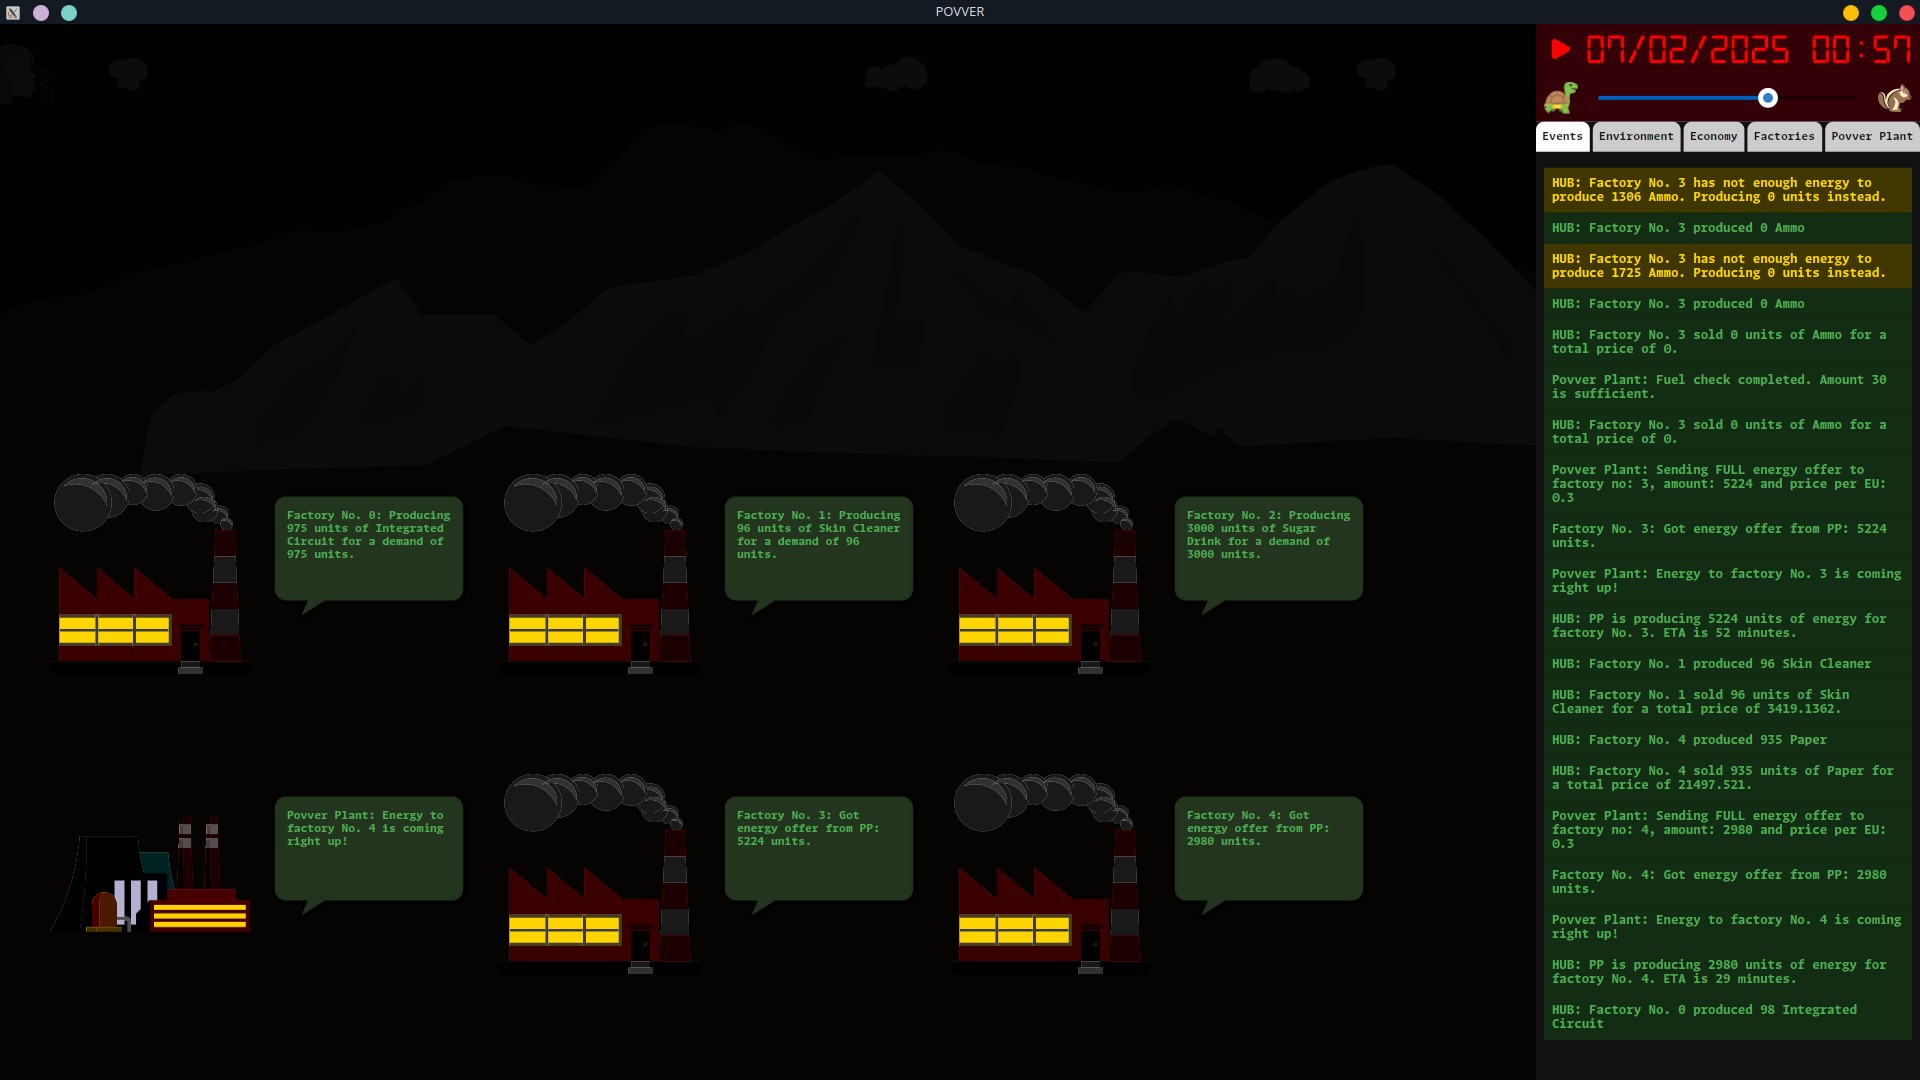 POVVER
07/02/2025 00:57
Events Environment Economy Factories Povver Plant
HUB: Factory No. 3 has not enough energy to
produce 1306 Ammo. Producing 0 units instead.
HUB: Factory No. 3 produced 0 Ammo
HUB: Factory No. 3 has not enough energy to
produce 1725 Ammo. Producing 0 units instead.
HUB: Factory No. 3 produced 0 Ammo
HUB: Factory No. 3 sold 0 units of Ammo for a
total price of 0.
Povver Plant: Fuel check completed. Amount 30
is sufficient.
HUB: Factory No. 3 sold 0 units of Ammo for a
total price of 0.
Povver Plant: Sending FULL energy offer to
factory no: 3, amount: 5224 and price per EU:
0.3
Factory No. 3: Got energy offer from PP: 5224
units.
Povver Plant: Energy to factory No. 3 is coming
right up!
HUB: PP is producing 5224 units of energy for
factory No. 3. ETA is 52 minutes.
HUB: Factory No. 1 produced 96 Skin Cleaner
HUB: Factory No. 1 sold 96 units of Skin
Cleaner for a total price of 3419.1362.
HUB: Factory No. 4 produced 935 Paper
HUB: Factory No. 4 sold 935 units of Paper for
a total price of 21497.521.
Povver Plant: Sending FULL energy offer to
factory no: 4, amount: 2980 and price per EU:
0.3
Factory No. 4: Got energy offer from PP: 2980
units.
Povver Plant: Energy to factory No. 4 is coming
right up!
HUB: PP is producing 2980 units of energy for
factory No. 4. ETA is 29 minutes.
HUB: Factory No. 0 produced 98 Integrated
Circuit
Factory No. 0: Producing
975 units of Integrated
Circuit for a demand of
975 units.
Factory No. 1: Producing
96 units of Skin Cleaner
for a demand of 96
units.
Factory No. 2: Producing
3000 units of Sugar
Drink for a demand of
3000 units.
Povver Plant: Energy to
factory No. 4 is coming
right up!
Factory No. 3: Got
energy offer from PP:
5224 units.
Factory No. 4: Got
energy offer from PP:
2980 units.